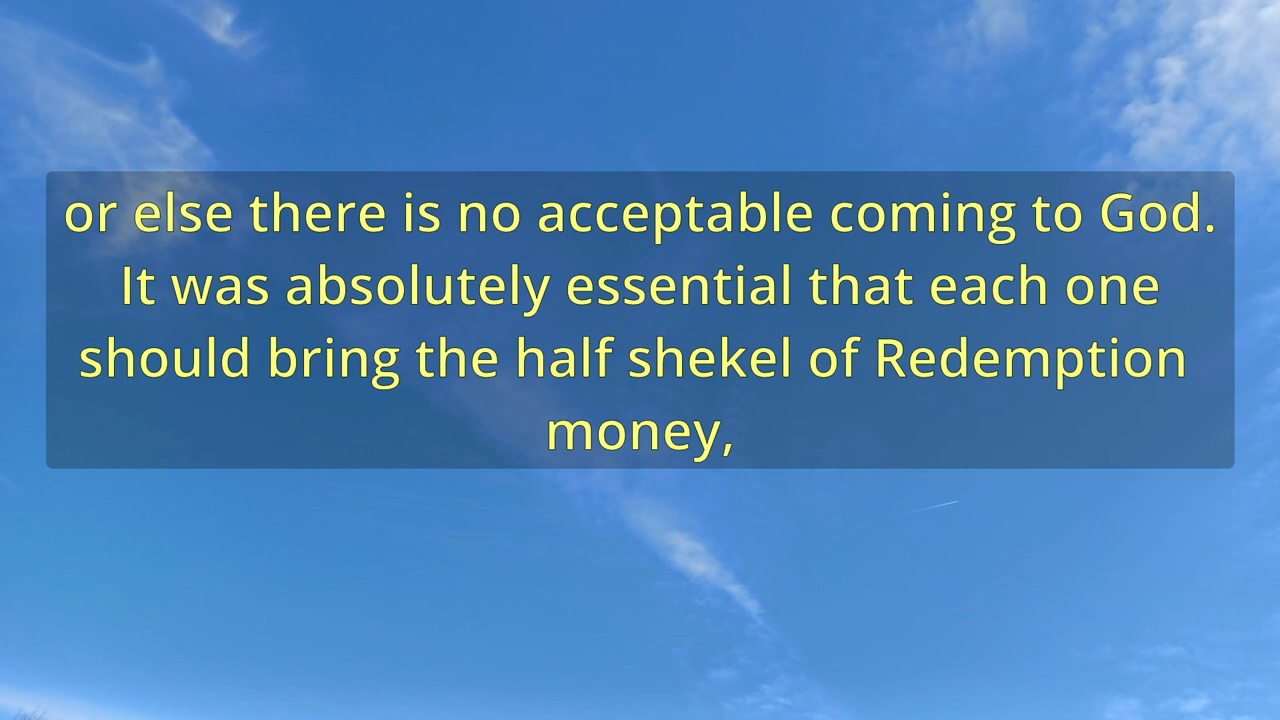 or else there is no acceptable coming to God.
It was absolutely essential that each one
should bring the half shekel of Redemption
money,